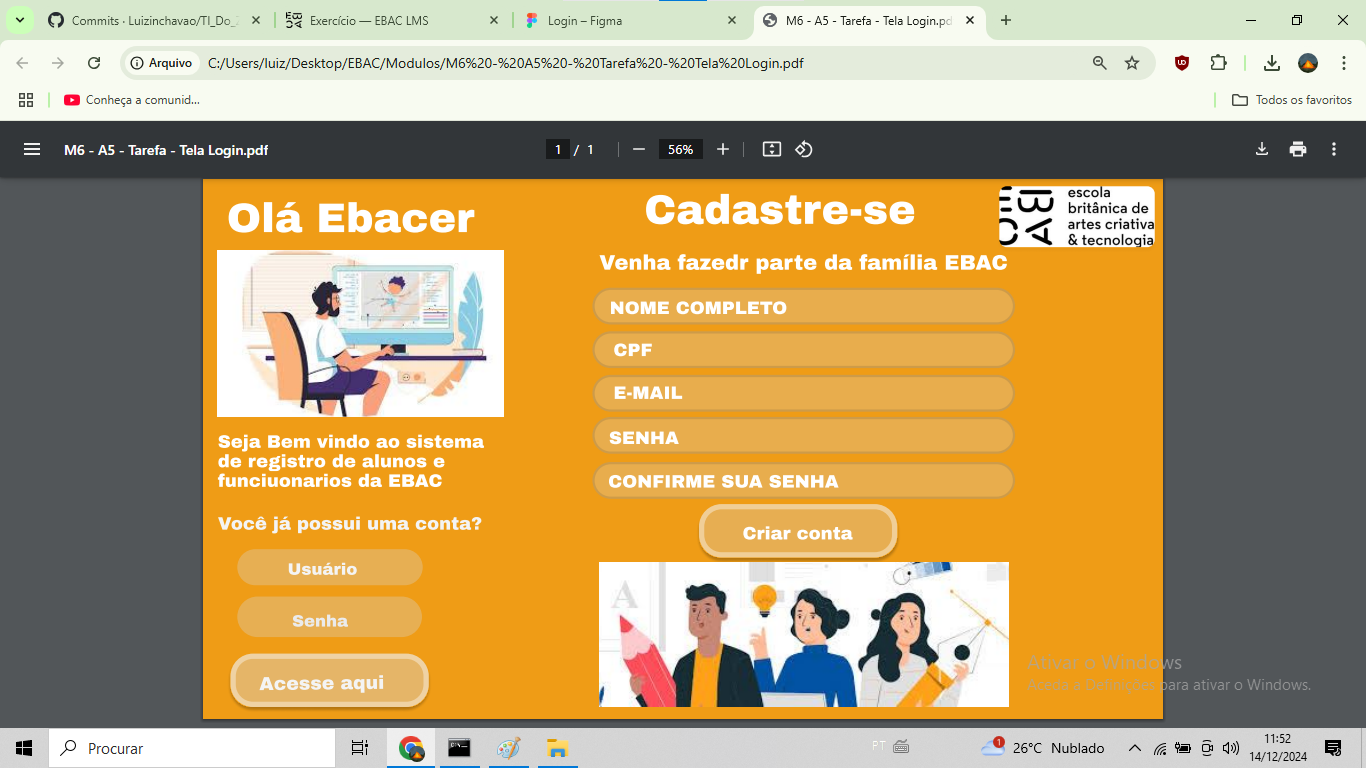 Commits · Luizinchavao/TI_Do_
Exercício — EBAC LMS
Login – Figma
M6 - A5 - Tarefa - Tela Login.pd
Arquivo
C:/Users/luiz/Desktop/EBAC/Modulos/M6%20-%20A5%20-%20Tarefa%20-%20Tela%20Login.pdf
Conheça a comunid...
Todos os favoritos
M6 - A5 - Tarefa - Tela Login.pdf
1 / 1
56%
Olá Ebacer
Seja Bem vindo ao sistema
de registro de alunos e
funciuonarios da EBAC
Você já possui uma conta?
Usuário
Senha
Acesse aqui
Cadastre-se
EBAC
escola
britânica de
artes criativa
& tecnologia
Venha fazedr parte da família EBAC
NOME COMPLETO
CPF
E-MAIL
SENHA
CONFIRME SUA SENHA
Criar conta
A
Ativar o Windows
para ativar o Windows.
Procurar
PT
1
26°C Nublado
11:52
14/12/2024